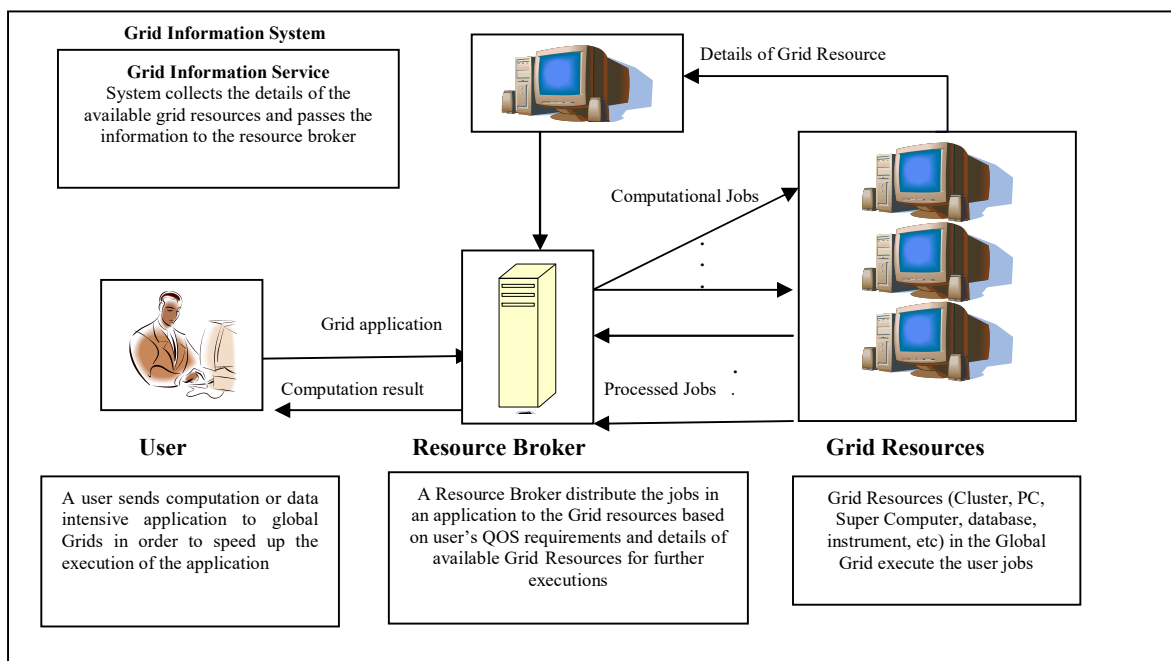 Grid Information System
Grid Information Service
System collects the details of the
available grid resources and passes the
information to the resource broker
Details of Grid Resource
Computational Jobs
Grid application
Computation result
Processed Jobs
User
Resource Broker
Grid Resources
A user sends computation or data
intensive application to global
Grids in order to speed up the
execution of the application
A Resource Broker distribute the jobs in
an application to the Grid resources based
on user's QOS requirements and details of
available Grid Resources for further
executions
Grid Resources (Cluster, PC,
Super Computer, database,
instrument, etc) in the Global
Grid execute the user jobs